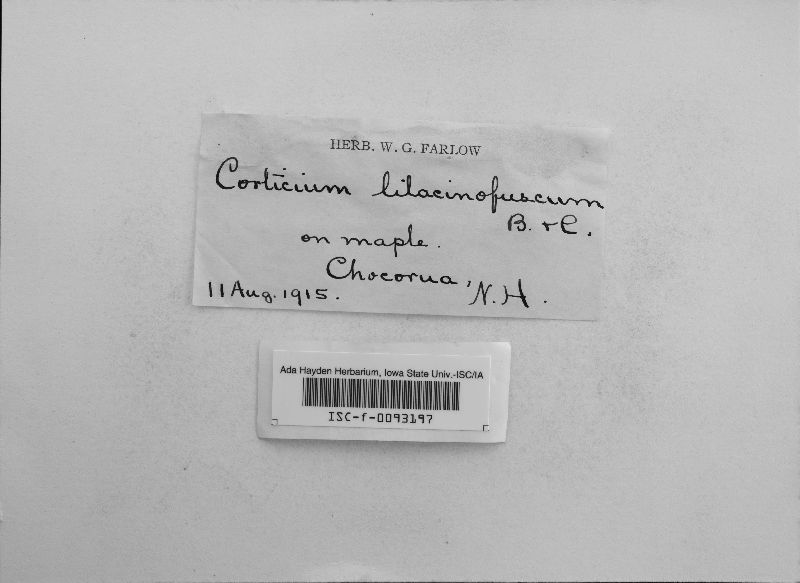 HERB. W. G. FARLOW
Corticium lilacinofuscum
B. + C.
on maple.
Chocorua, N. H.
11 Aug. 1915.
Ada Hayden Herbarium, Iowa State Univ.-ISC/IA
ISC-f-0093197